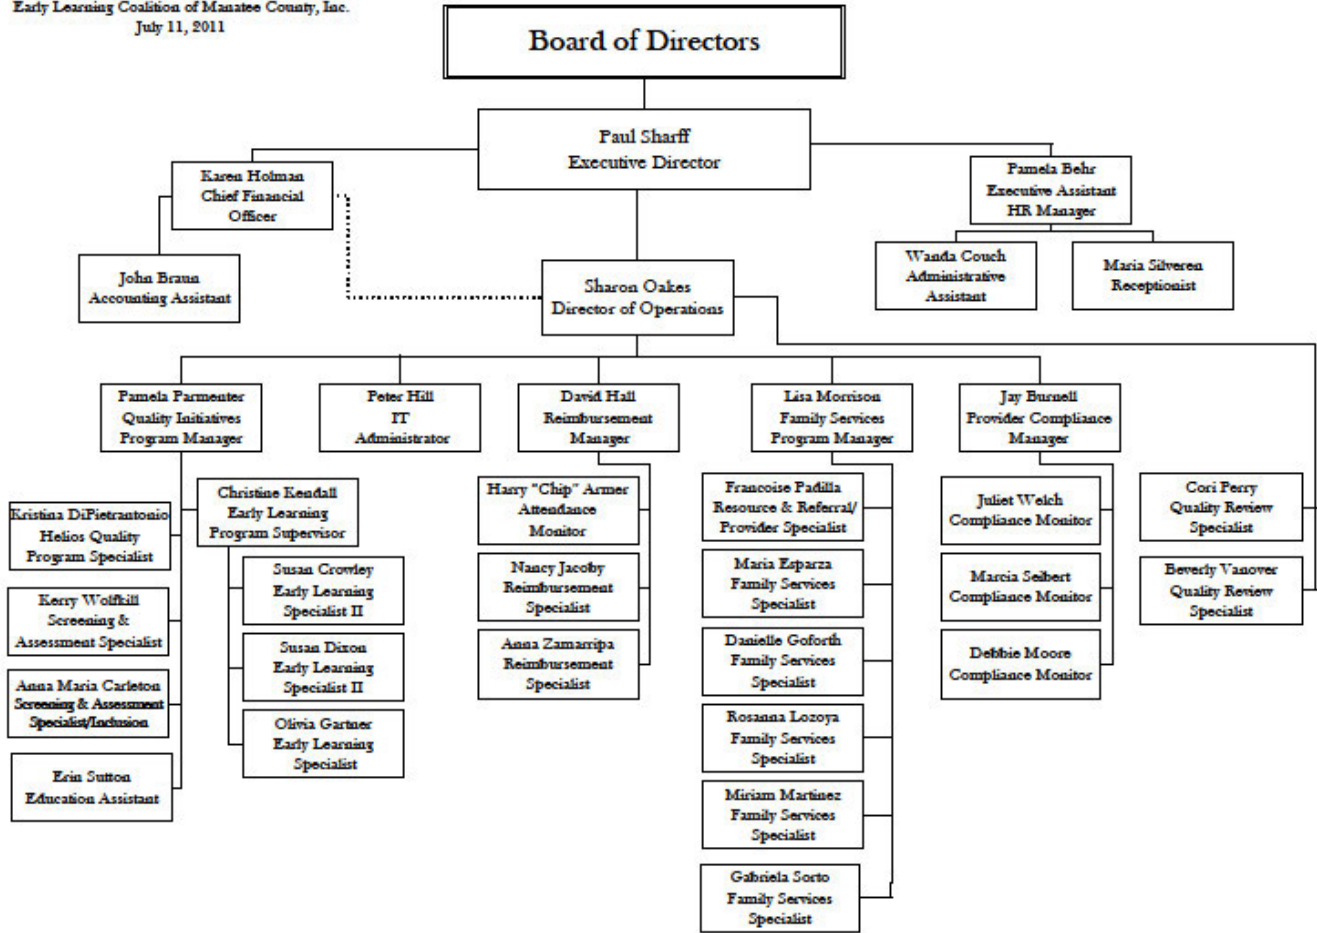 Early Learning Coalition of Manatee County, Inc.
July 11, 2011
Board of Directors
Paul Sharff
Executive Director
Karen Holman
Chief Financial
Officer
Pamela Behr
Executive Assistant
HR Manager
John Braun
Accounting Assistant
Wanda Couch
Administrative
Assistant
Maria Silveren
Receptionist
Sharon Oakes
Director of Operations
Pamela Parmenter
Quality Initiatives
Program Manager
Peter Hill
IT
Administrator
David Hall
Reimbursement
Manager
Lisa Morrison
Family Services
Program Manager
Jay Burnell
Provider Compliance
Manager
Kristina DiPietrantonio
Helios Quality
Program Specialist
Kerry Wolfkill
Screening &
Assessment Specialist
Anna Maria Carleton
Screening & Assessment
Specialist/Inclusion
Erin Sutton
Education Assistant
Christine Kendall
Early Learning
Program Supervisor
Susan Crowley
Early Learning
Specialist II
Susan Dixon
Early Learning
Specialist II
Olivia Gartner
Early Learning
Specialist
Harry "Chip" Armer
Attendance
Monitor
Nancy Jacoby
Reimbursement
Specialist
Anna Zamarripa
Reimbursement
Specialist
Francoise Padilla
Resource & Referral/
Provider Specialist
Maria Esparza
Family Services
Specialist
Danielle Goforth
Family Services
Specialist
Rosanna Lozoya
Family Services
Specialist
Miriam Martinez
Family Services
Specialist
Gabriela Sorto
Family Services
Specialist
Juliet Welch
Compliance Monitor
Marcia Seibert
Compliance Monitor
Debbie Moore
Compliance Monitor
Cori Perry
Quality Review
Specialist
Beverly Vanover
Quality Review
Specialist